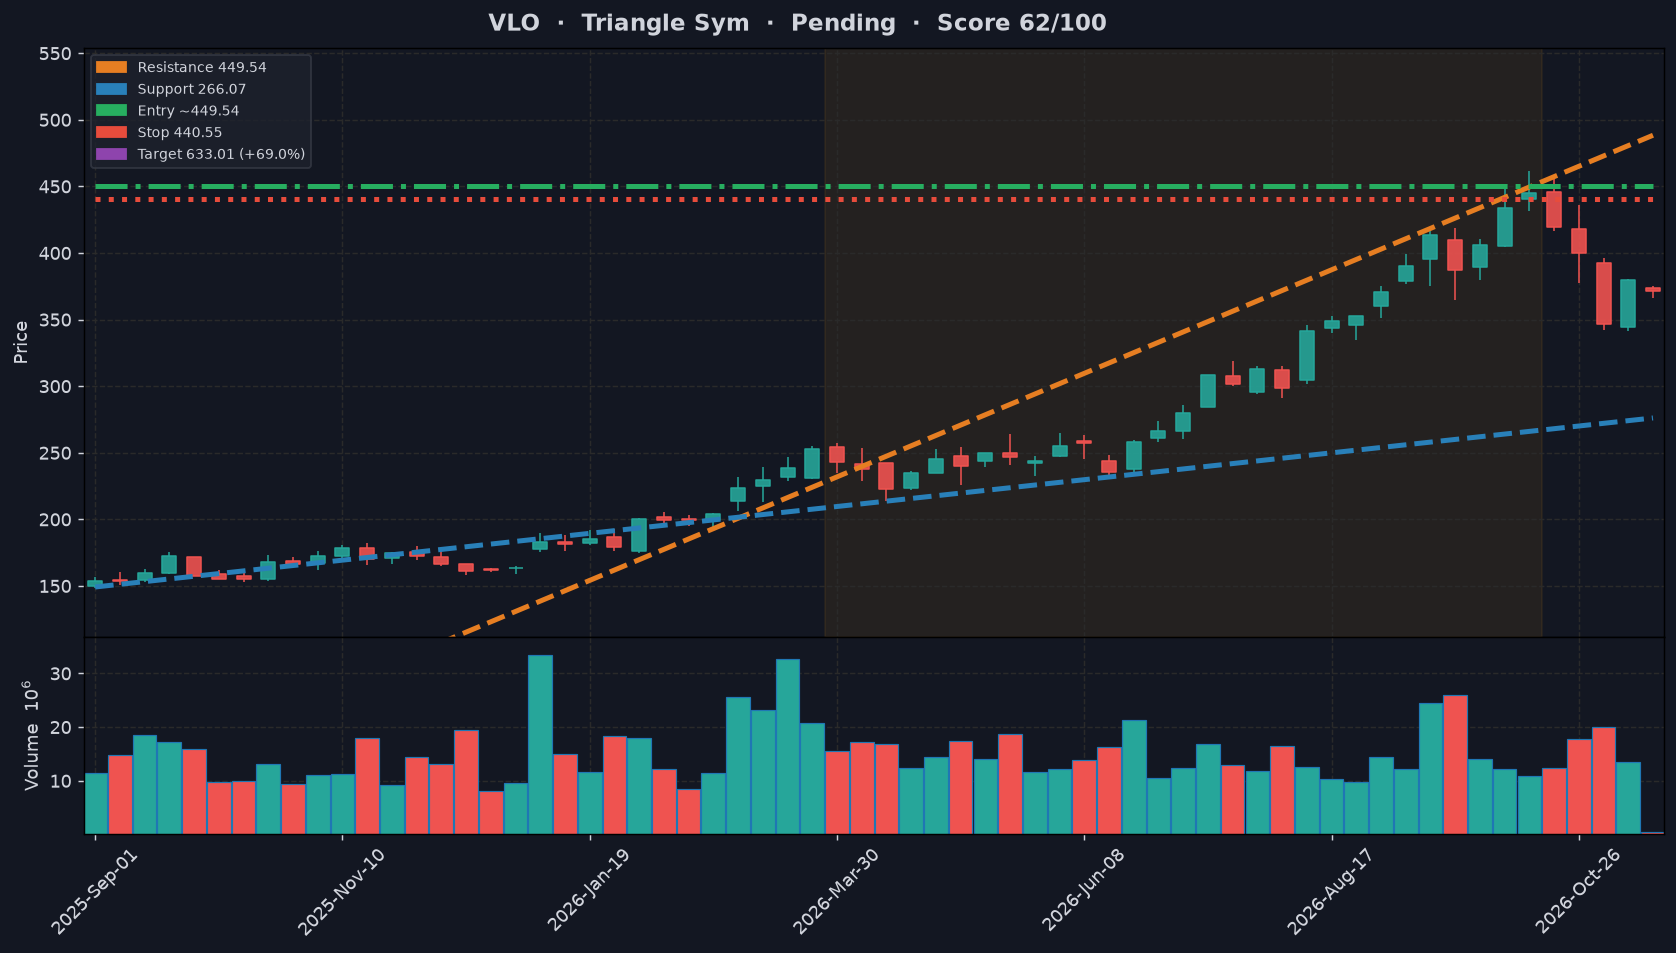 VLO · Triangle Sym · Pending · Score 62/100
Resistance 449.54
Support 266.07
Entry ~449.54
Stop 440.55
Target 633.01 (+69.0%)
Price
550
500
450
400
350
300
250
200
150
Volume 10⁶
30
20
10
2025-Sep-01
2025-Nov-10
2026-Jan-19
2026-Mar-30
2026-Jun-08
2026-Aug-17
2026-Oct-26